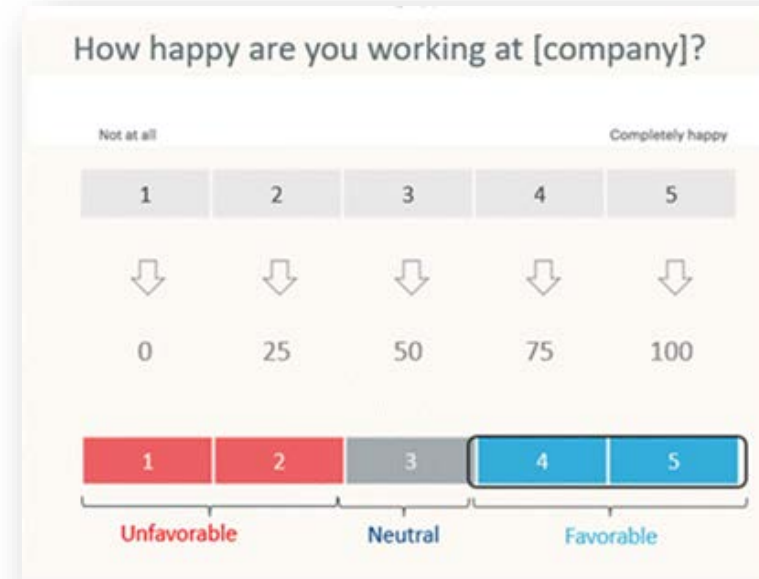 How happy are you working at [company]?
Not at all Completely happy
1 2 3 4 5
0 25 50 75 100
1 2 3 4 5
Unfavorable Neutral Favorable